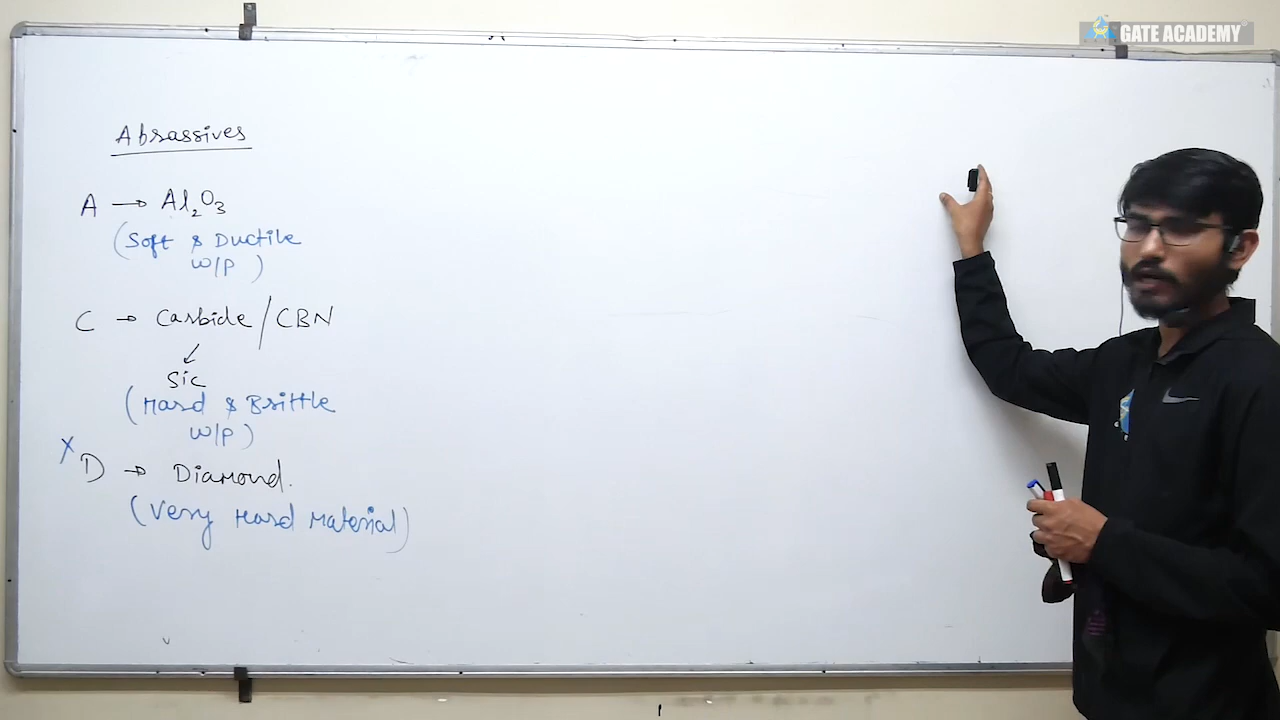 GATE ACADEMY
Abrassives
A → Al2O3
(Soft & Ductile
W/P)
C → Carbide / CBN
↙
SiC
(Hard & Brittle
W/P)
X D → Diamond.
(Very Hard Material)